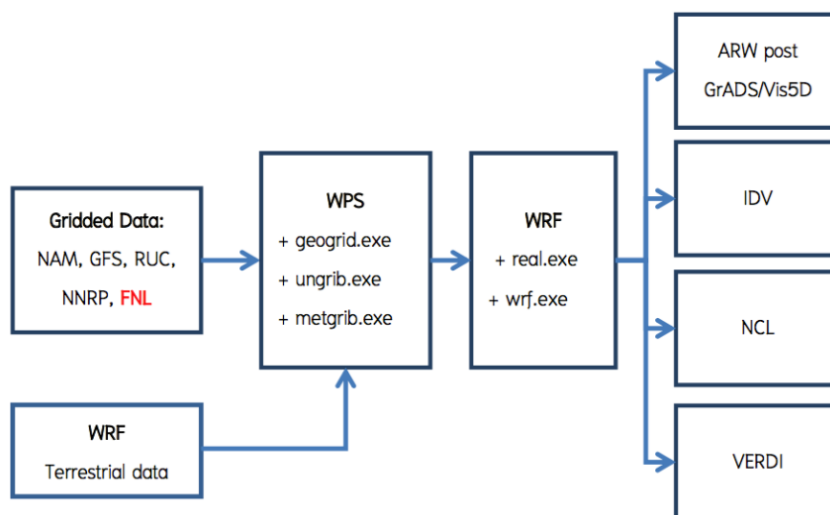 Gridded Data:
NAM, GFS, RUC,
NNRP, FNL
WRF
Terrestrial data
WPS
+ geogrid.exe
+ ungrib.exe
+ metgrib.exe
WRF
+ real.exe
+ wrf.exe
ARW post
GrADS/Vis5D
IDV
NCL
VERDI